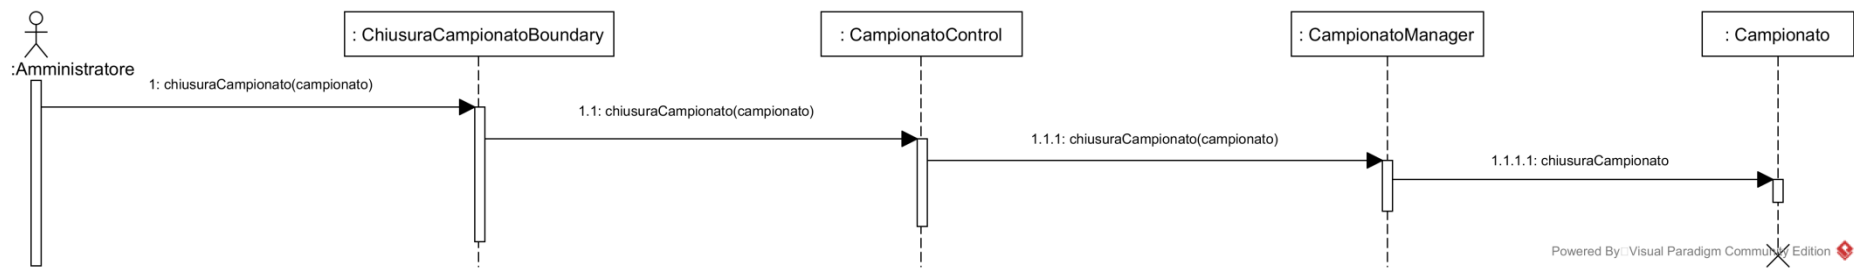 : ChiusuraCampionatoBoundary
: CampionatoControl
: CampionatoManager
: Campionato
:Amministratore
1: chiusuraCampionato(campionato)
1.1: chiusuraCampionato(campionato)
1.1.1: chiusuraCampionato(campionato)
1.1.1.1: chiusuraCampionato
Powered By Visual Paradigm Community Edition